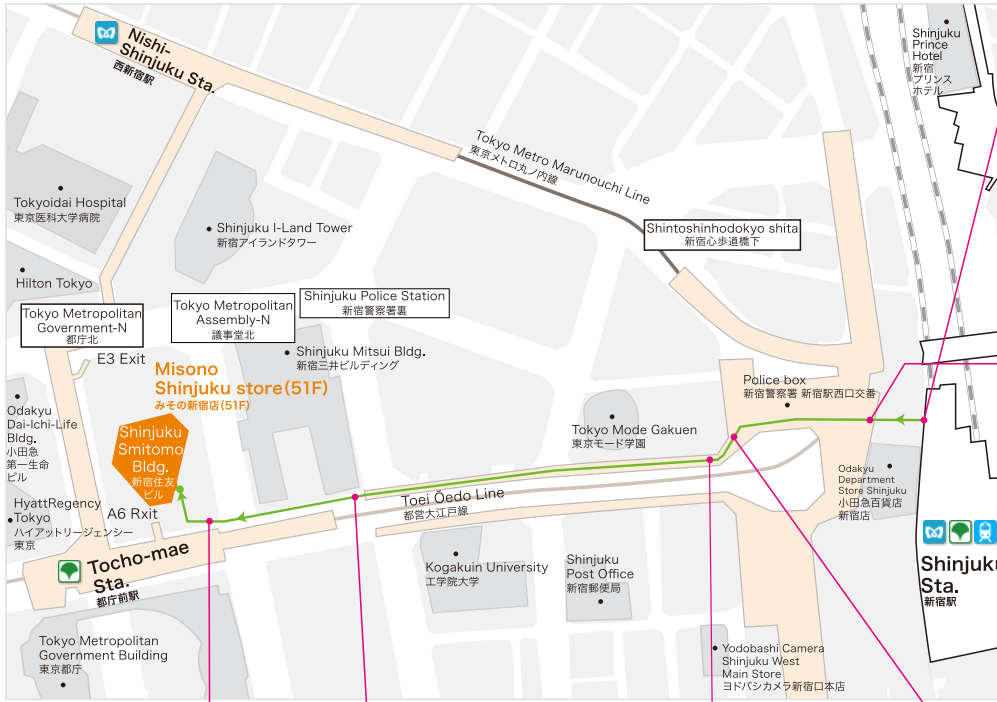 Nishi-
Shinjuku Sta.
西新宿駅
Shinjuku
Prince
Hotel
新宿
プリンス
ホテル
Tokyo Metro Marunouchi Line
東京メトロ丸ノ内線
Tokyoidai Hospital
東京医科大学病院
Shinjuku I-Land Tower
新宿アイランドタワー
Shintoshinhodokyo shita
新宿心歩道橋下
Hilton Tokyo
Tokyo Metropolitan
Government-N
都庁北
Tokyo Metropolitan
Assembly-N
議事堂北
Shinjuku Police Station
新宿警察署裏
E3 Exit
Shinjuku Mitsui Bldg.
新宿三井ビルディング
Misono
Shinjuku store(51F)
みその新宿店(51F)
Police box
新宿警察署 新宿駅西口交番
Odakyu
Dai-Ichi-Life
Bldg.
小田急
第一生命
ビル
Shinjuku
Smitomo
Bldg.
新宿住友
ビル
Tokyo Mode Gakuen
東京モード学園
Odakyu
Department
Store Shinjuku
小田急百貨店
新宿店
HyattRegency
Tokyo
ハイアットリージェンシー
東京
A6 Rxit
Toei Ōedo Line
都営大江戸線
Tocho-mae
Sta.
都庁前駅
Kogakuin University
工学院大学
Shinjuku
Post Office
新宿郵便局
Shinjuku
Sta.
新宿駅
Tokyo Metropolitan
Government Building
東京都庁
Yodobashi Camera
Shinjuku West
Main Store
ヨドバシカメラ新宿口本店